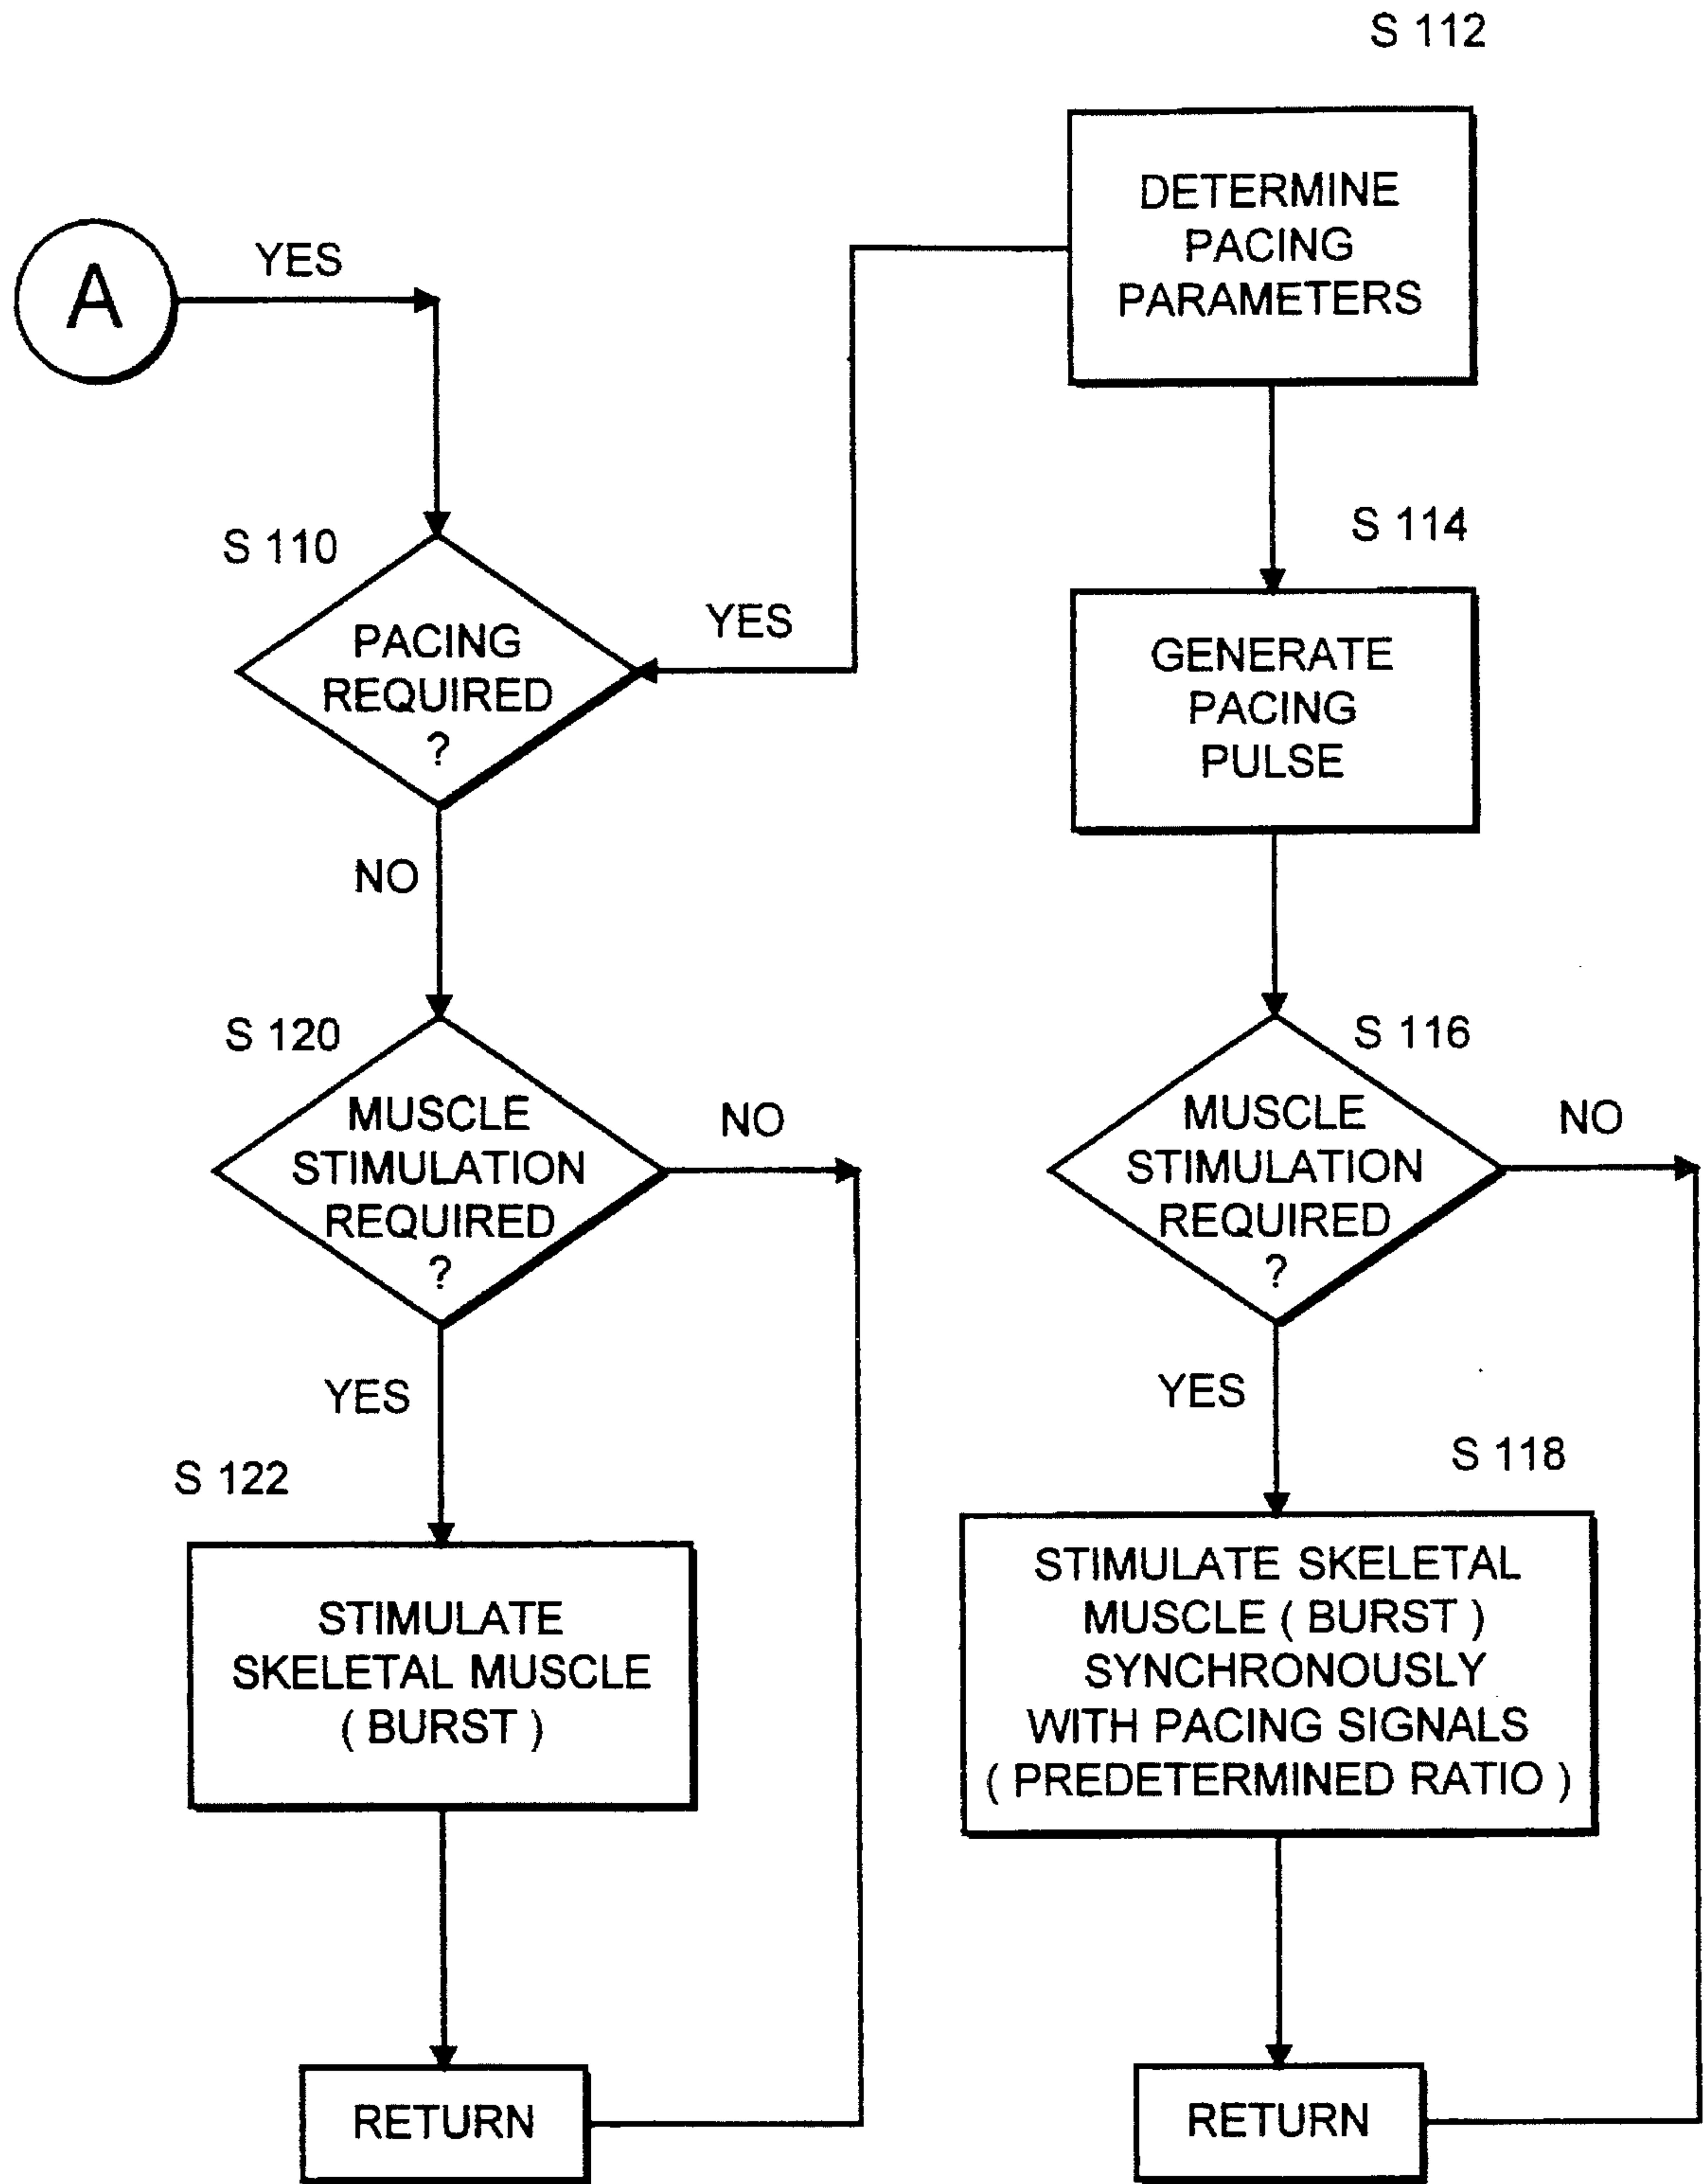 S 112
DETERMINE
PACING
PARAMETERS
A
YES
S 110
PACING
REQUIRED
?
YES
S 114
GENERATE
PACING
PULSE
NO
S 120
MUSCLE
STIMULATION
REQUIRED
?
NO
S 116
MUSCLE
STIMULATION
REQUIRED
?
NO
YES
S 122
STIMULATE
SKELETAL MUSCLE
( BURST )
YES
S 118
STIMULATE SKELETAL
MUSCLE ( BURST )
SYNCHRONOUSLY
WITH PACING SIGNALS
( PREDETERMINED RATIO )
RETURN
RETURN